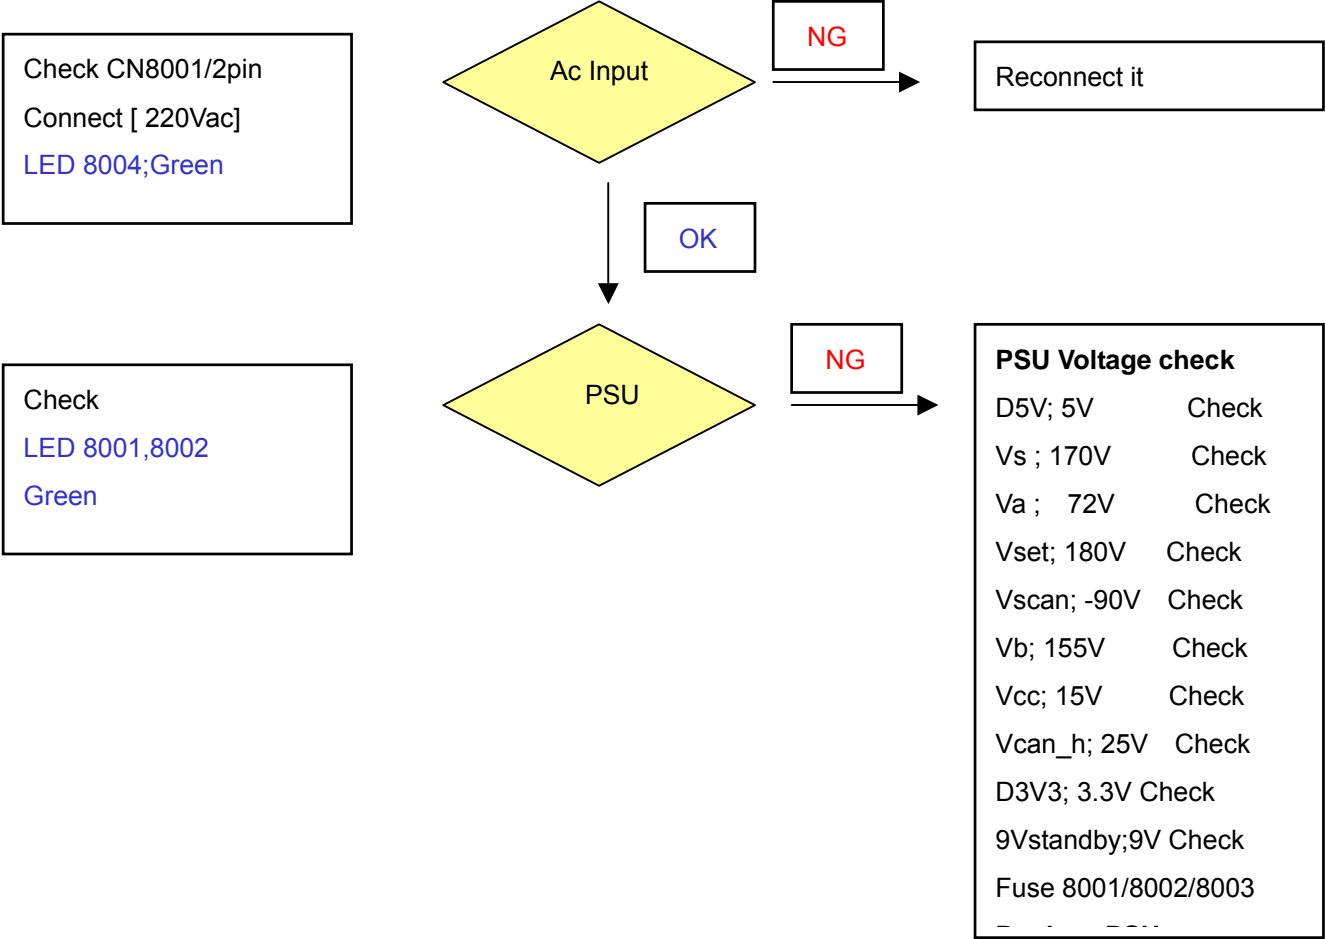 Check CN8001/2pin
Connect [ 220Vac]
LED 8004;Green
Ac Input
NG
Reconnect it
OK
Check
LED 8001,8002
Green
PSU
NG
PSU Voltage check
D5V; 5V Check
Vs ; 170V Check
Va ; 72V Check
Vset; 180V Check
Vscan; -90V Check
Vb; 155V Check
Vcc; 15V Check
Vcan_h; 25V Check
D3V3; 3.3V Check
9Vstandby;9V Check
Fuse 8001/8002/8003